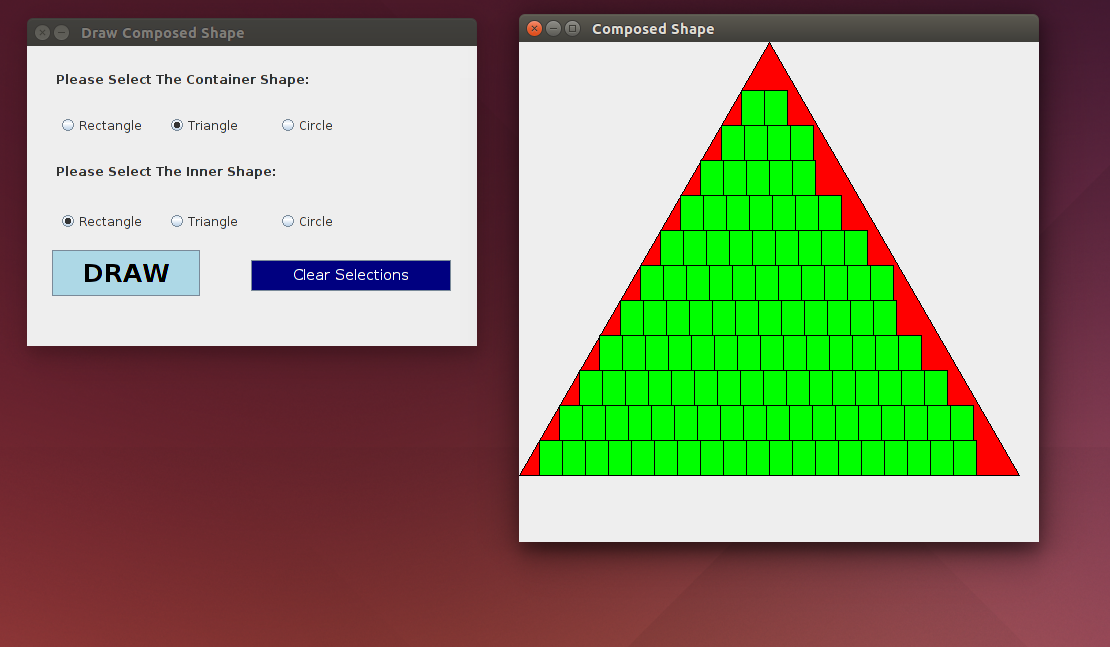 Draw Composed Shape
Please Select The Container Shape:
Rectangle Triangle Circle
Please Select The Inner Shape:
Rectangle Triangle Circle
DRAW Clear Selections
Composed Shape